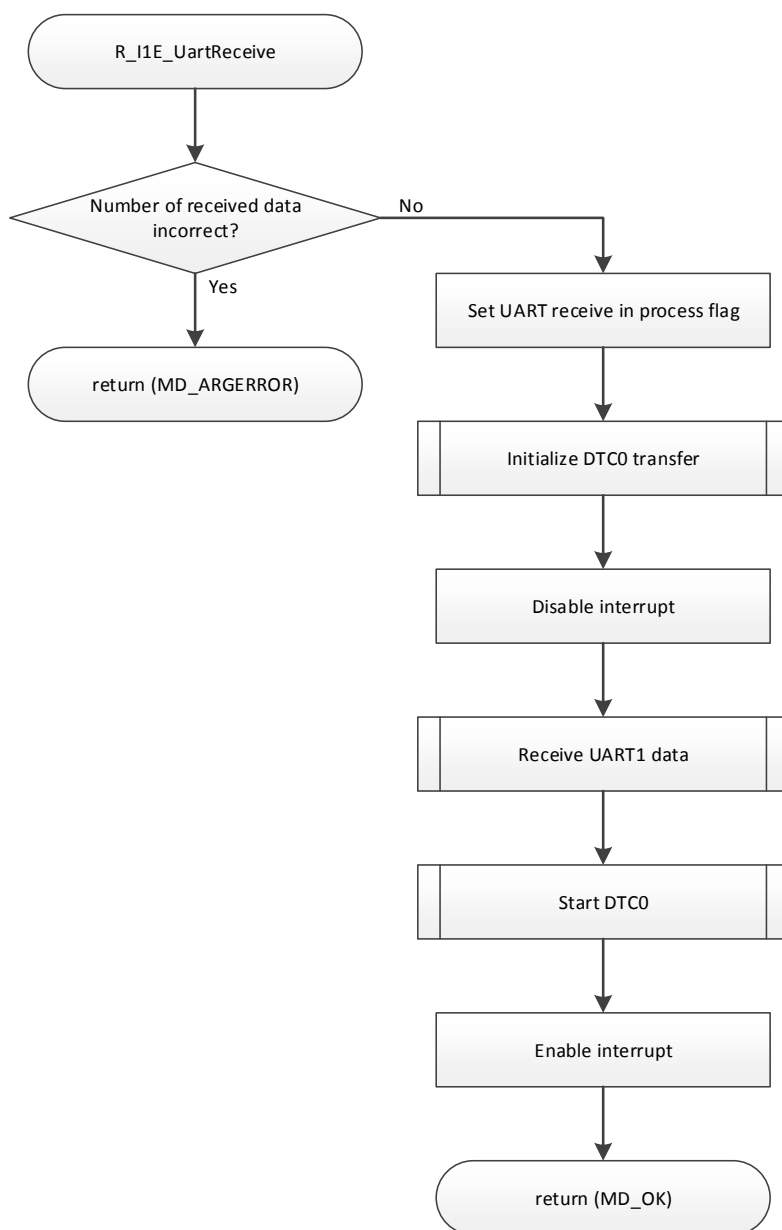 R_I1E_UartReceive
Number of received data
incorrect?
No
Yes
Set UART receive in process flag
return (MD_ARGERROR)
Initialize DTC0 transfer
Disable interrupt
Receive UART1 data
Start DTC0
Enable interrupt
return (MD_OK)